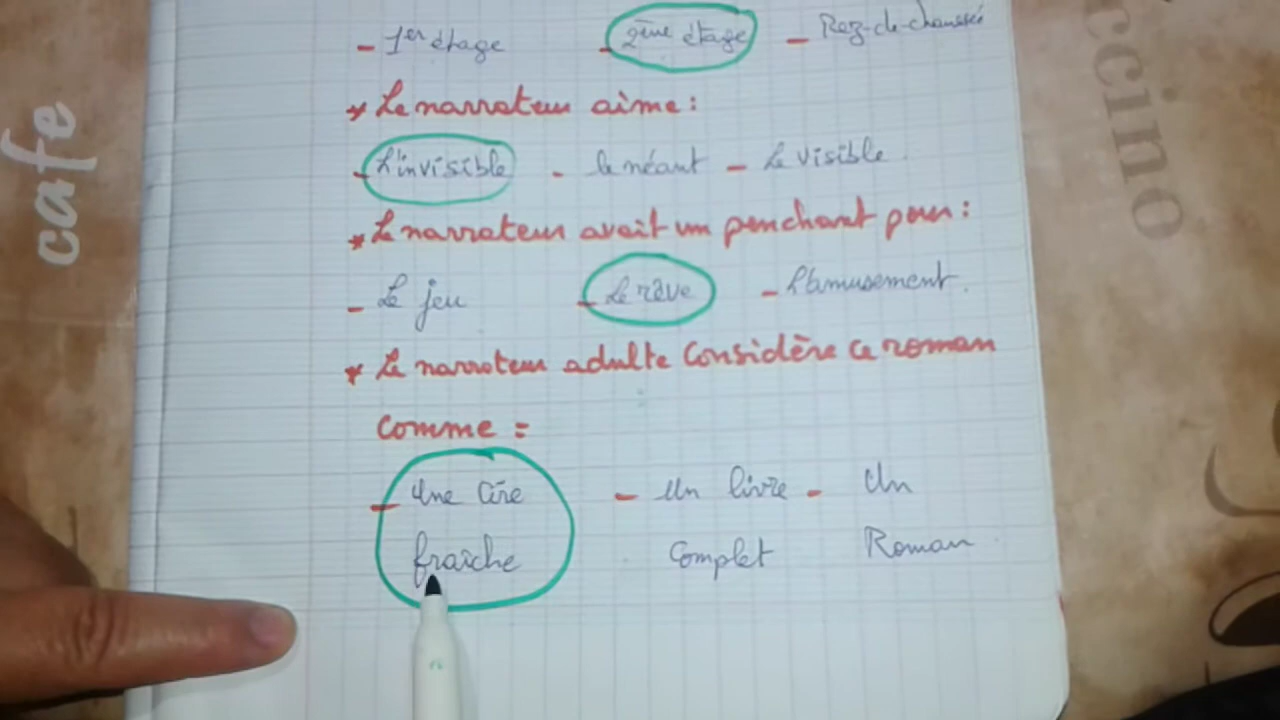 - 1er étage - 2ème étage - Rez-de-chaussée
* Le narrateur aime :
- L'invisible - le néant - Le visible.
* Le narrateur avait un penchant pour :
- Le jeu - Le rêve - L'amusement.
* Le narrateur adulte Considère ce roman
Comme :
- Une Cire - Un livre - Un
fraîche Complet Roman
cafe
ccino